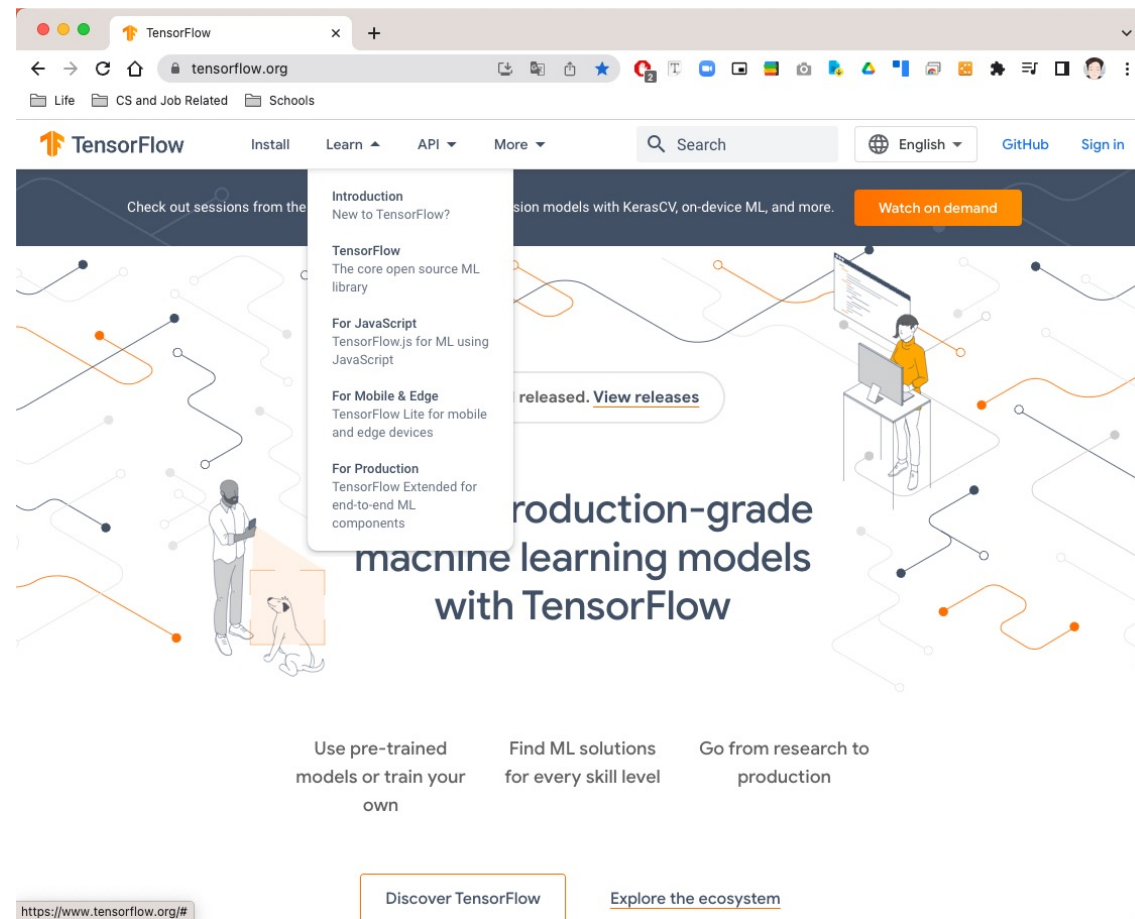 TensorFlow
tensorflow.org
2
Life CS and Job Related Schools
TensorFlow Install Learn API More Search English GitHub Sign in
Check out sessions from the
sion models with KerasCV, on-device ML, and more.
Watch on demand
Introduction
New to TensorFlow?
TensorFlow
The core open source ML
library
For JavaScript
TensorFlow.js for ML using
JavaScript
For Mobile & Edge
TensorFlow Lite for mobile
and edge devices
For Production
TensorFlow Extended for
end-to-end ML
components
released. View releases
roduction-grade
machine learning models
with TensorFlow
Use pre-trained
models or train your
own
Find ML solutions
for every skill level
Go from research to
production
Discover TensorFlow
Explore the ecosystem
https://www.tensorflow.org/#